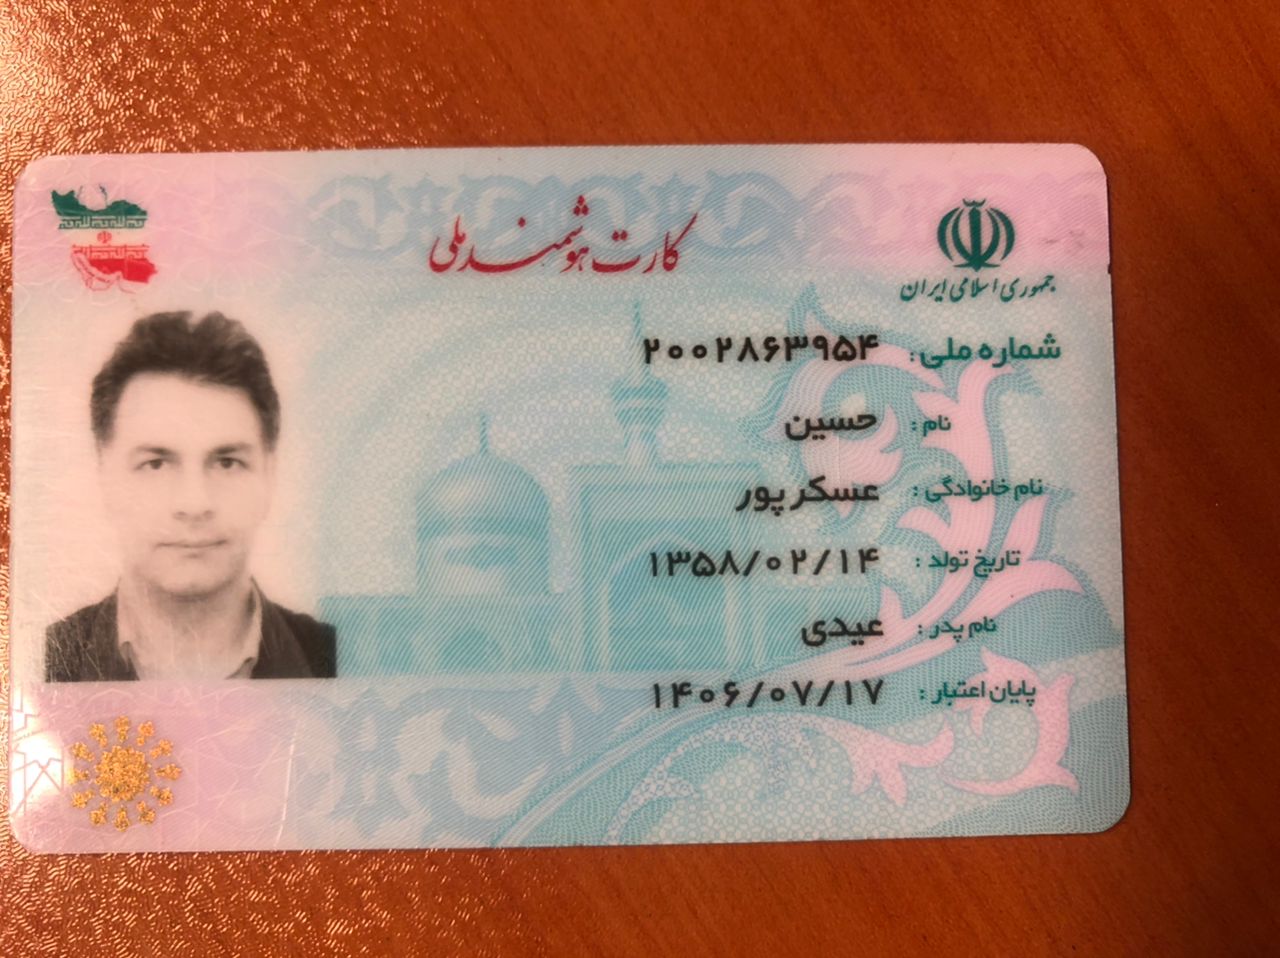 کارت هوشمند ملی
جمهوری اسلامی ایران
شماره ملی: ۲۰۰۲۸۶۳۹۵۴
نام: حسین
نام خانوادگی: عسکرپور
تاریخ تولد: ۱۳۵۸/۰۲/۱۴
نام پدر: عیدی
پایان اعتبار: ۱۴۰۶/۰۷/۱۷